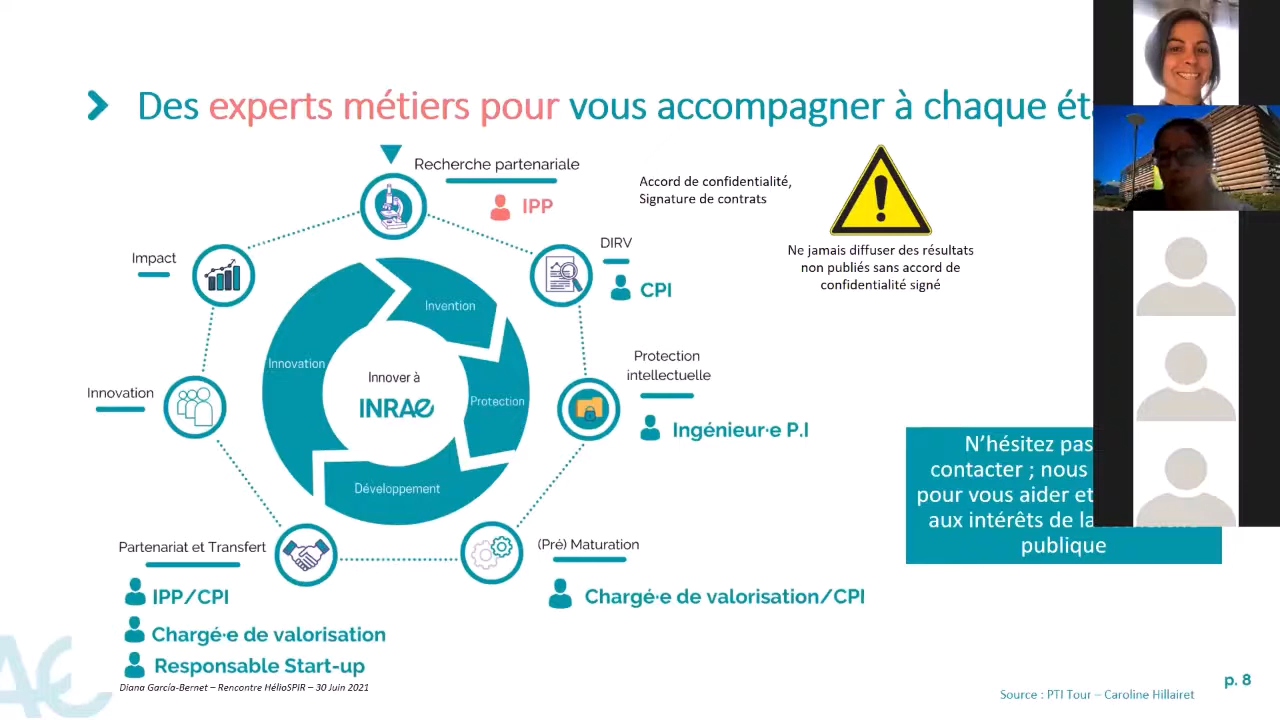 Des experts métiers pour vous accompagner à chaque
Recherche partenariale
IPP
Accord de confidentialité,
Signature de contrats
Ne jamais diffuser des résultats
non publiés sans accord de
confidentialité signé
DIRV
CPI
Impact
Invention
Protection
intellectuelle
Ingénieur·e P.I
Innovation
Innover à
INRAE
Protection
Innovation
Développement
N'hésitez pas
contacter ; nous
pour vous aider et
aux intérêts de la
publique
Partenariat et Transfert
IPP/CPI
Chargé·e de valorisation
Responsable Start-up
(Pré) Maturation
Chargé·e de valorisation/CPI
Diana García-Bernet – Rencontre HélioSPIR – 30 Juin 2021
p. 8
Source : PTI Tour – Caroline Hillairet